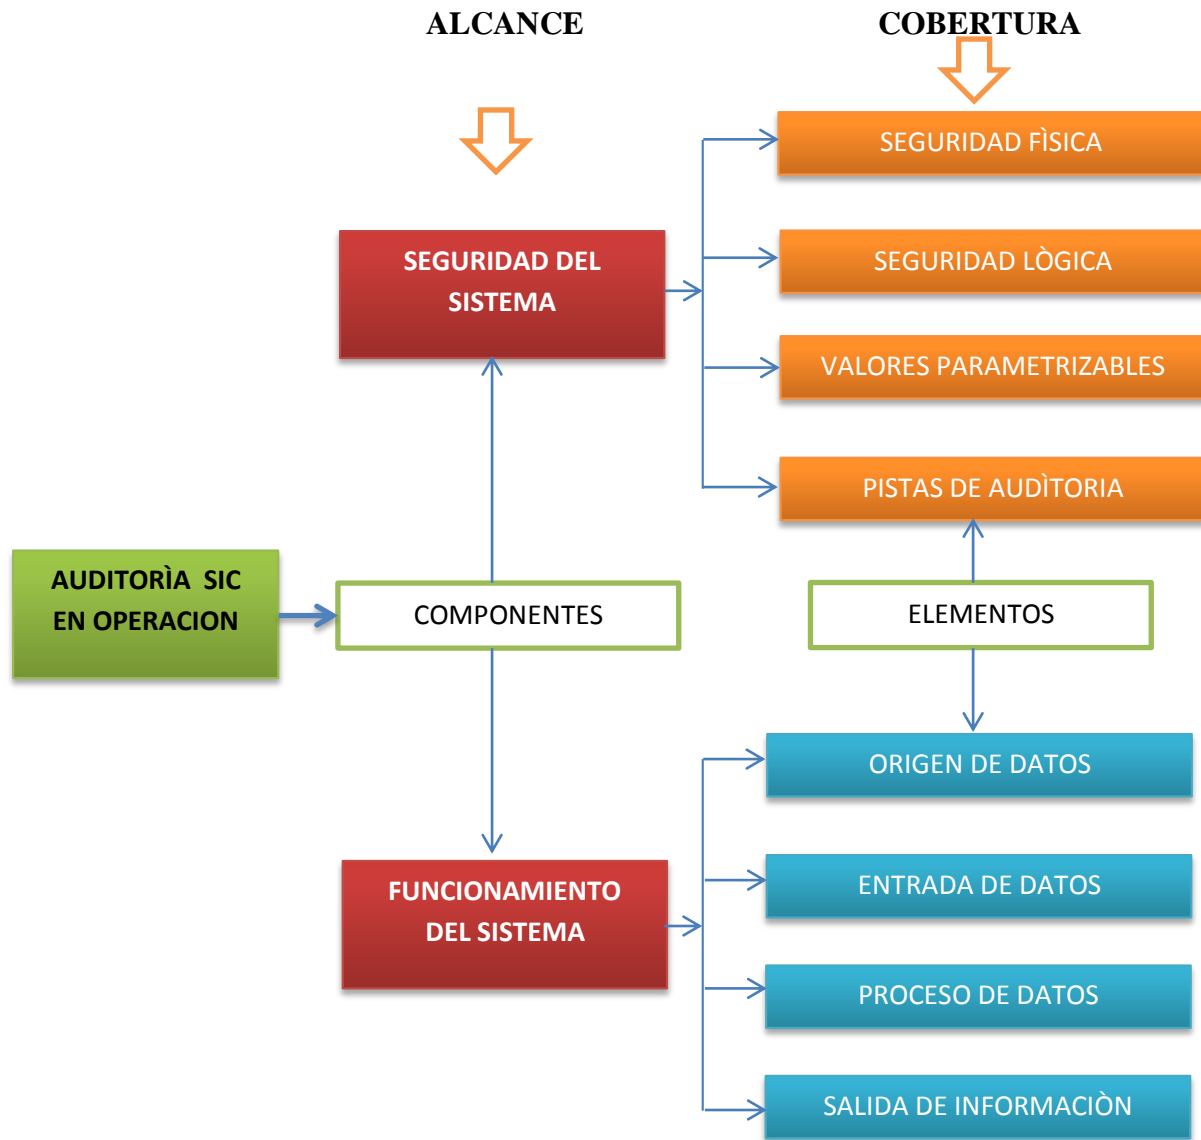 ALCANCE
COBERTURA
SEGURIDAD FÌSICA
SEGURIDAD DEL
SISTEMA
SEGURIDAD LÒGICA
VALORES PARAMETRIZABLES
PISTAS DE AUDÌTORIA
AUDITORÌA  SIC
EN OPERACION
COMPONENTES
ELEMENTOS
ORIGEN DE DATOS
FUNCIONAMIENTO
DEL SISTEMA
ENTRADA DE DATOS
PROCESO DE DATOS
SALIDA DE INFORMACIÒN